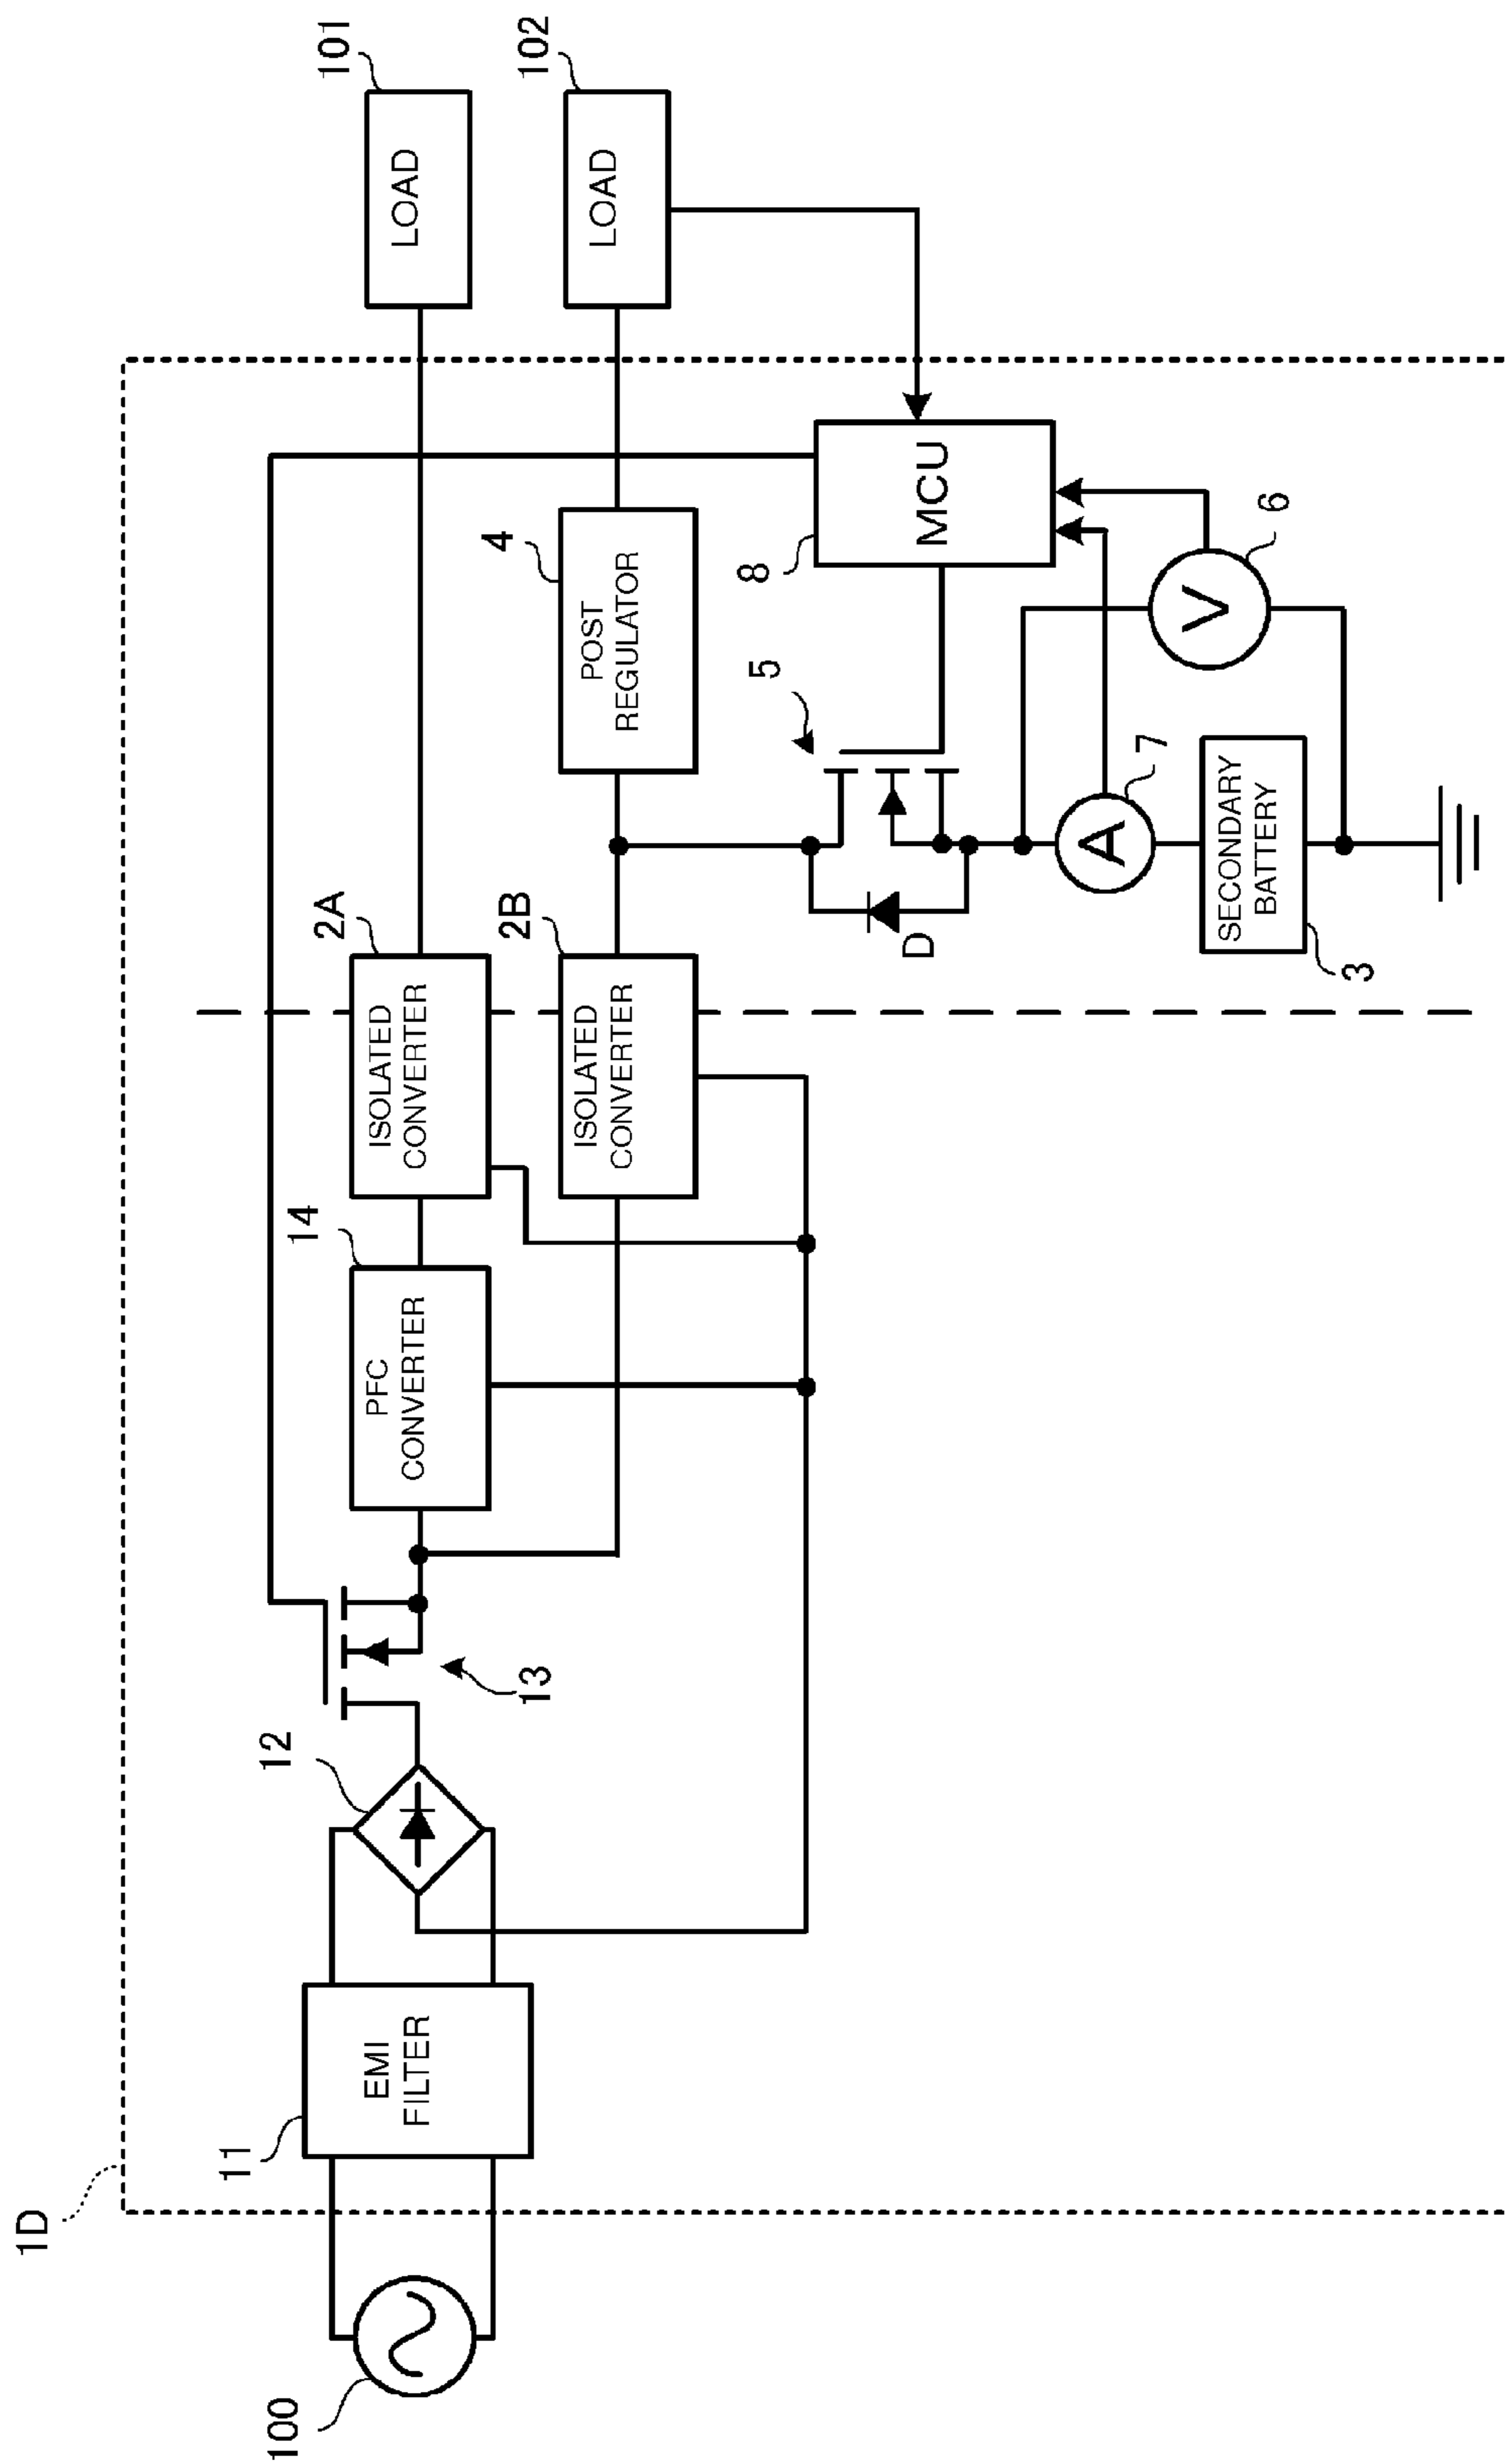 1D
100
11
EMI
FILTER
12
13
14
PFC
CONVERTER
2A
ISOLATED
CONVERTER
2B
ISOLATED
CONVERTER
4
POST
REGULATOR
101
LOAD
102
LOAD
8
MCU
5
D
6
V
7
A
SECONDARY
BATTERY
3